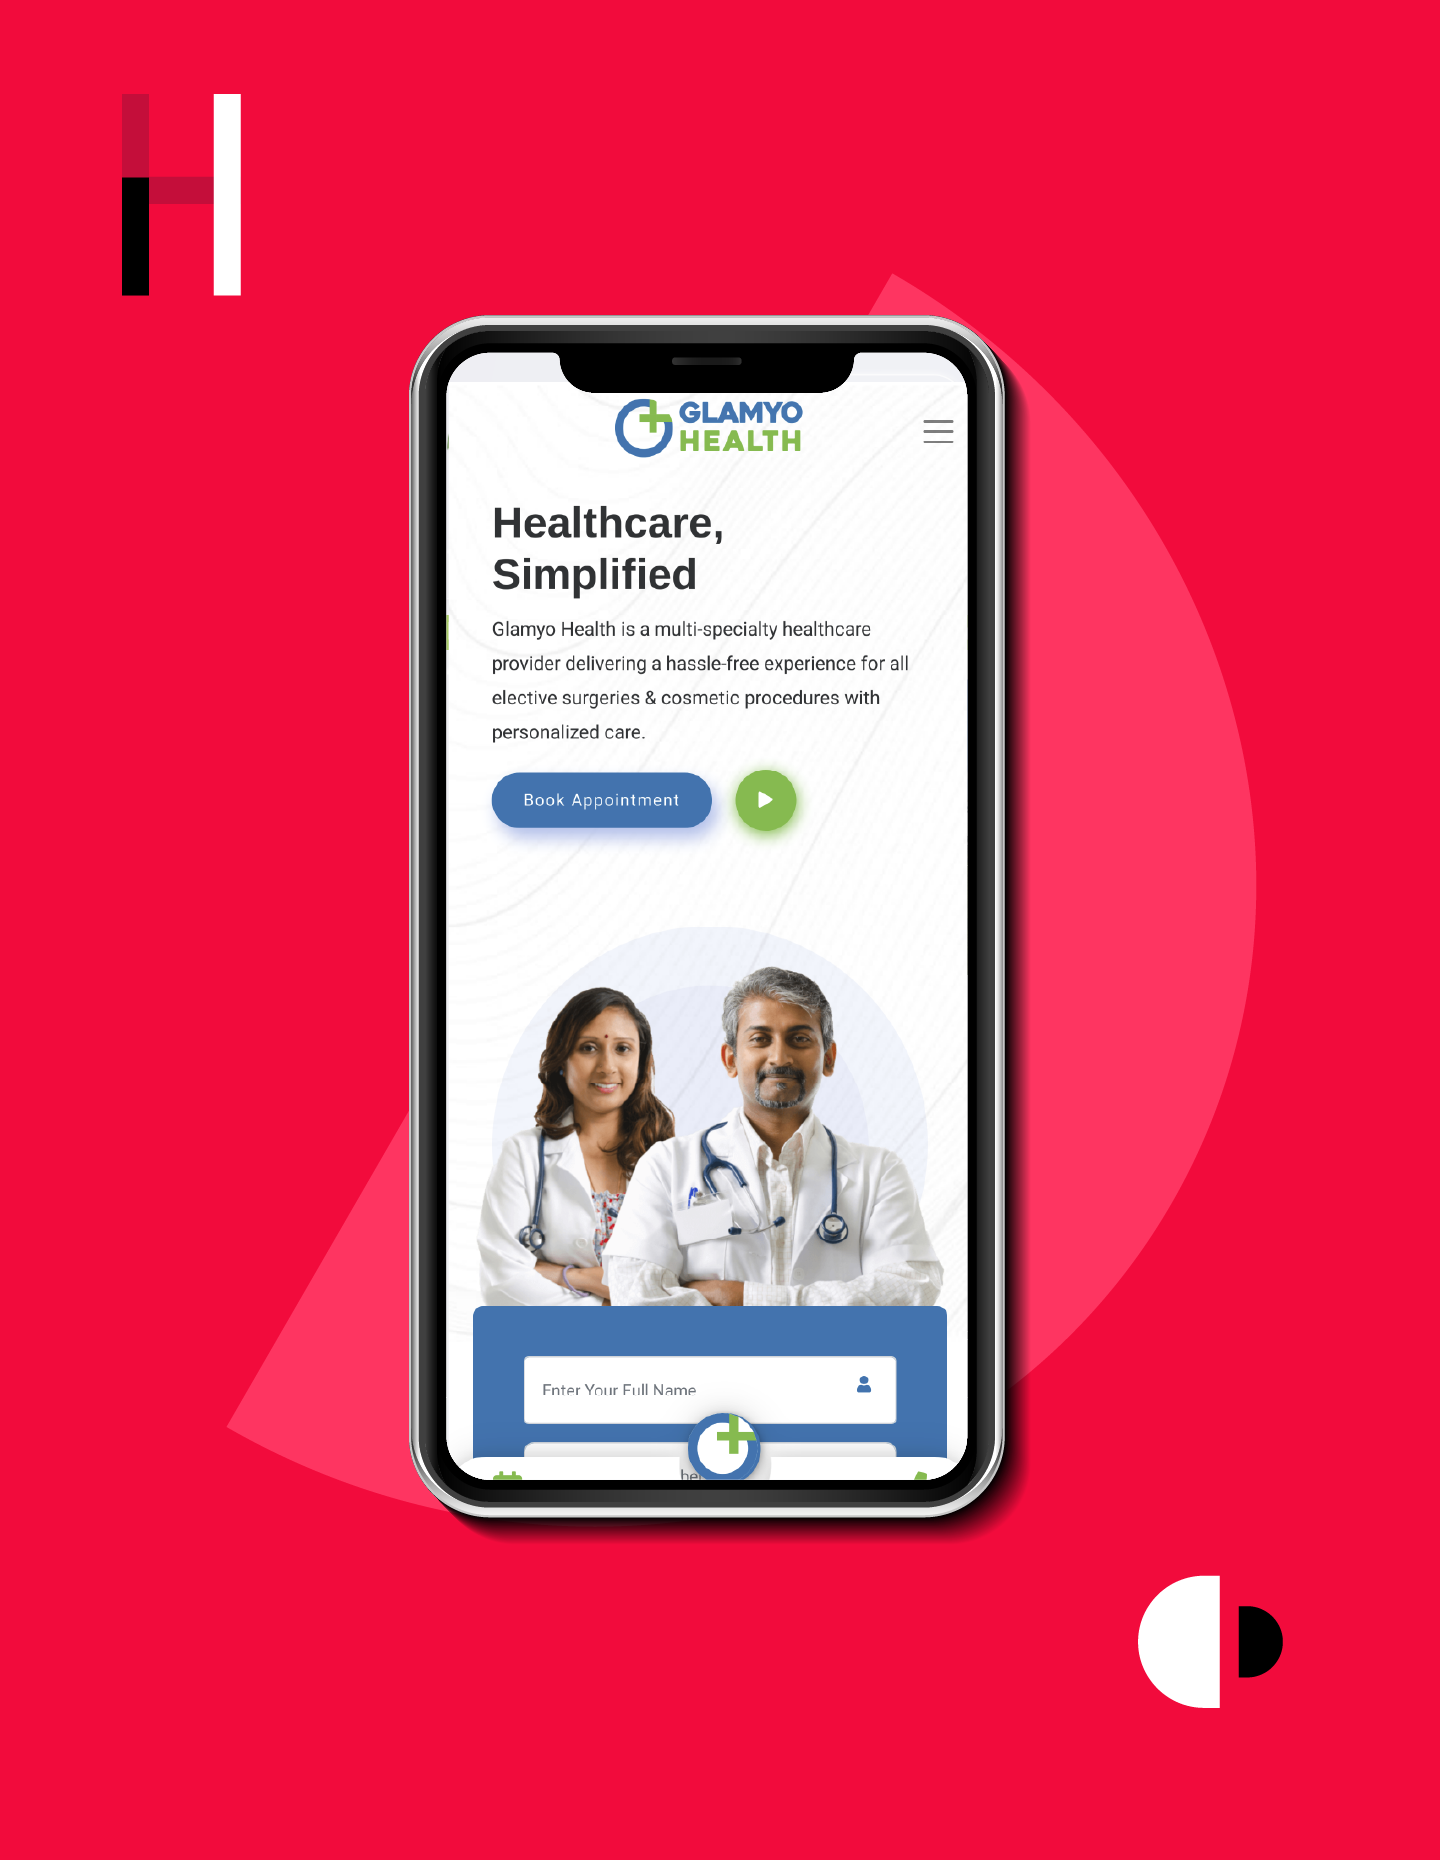 H
GLAMYO
HEALTH
Healthcare,
Simplified
Glamyo Health is a multi-specialty healthcare
provider delivering a hassle-free experience for all
elective surgeries & cosmetic procedures with
personalized care.
Book Appointment
Enter Your Full Name